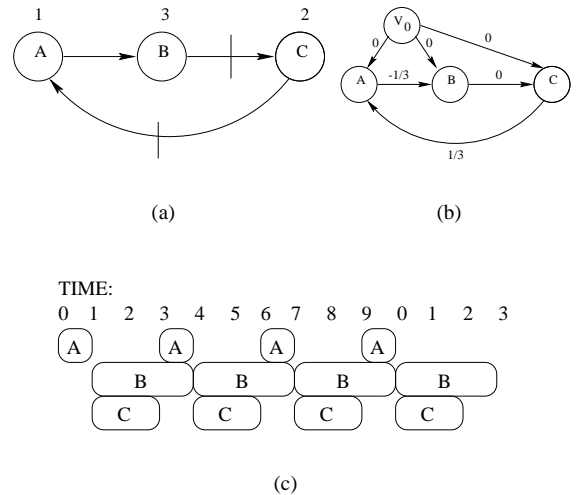 1 3 2
A B C
(a)
V0
0 0 0
A -1/3 B 0 C
1/3
(b)
TIME:
0 1 2 3 4 5 6 7 8 9 0 1 2 3
A A A A
B B B B
C C C C
(c)